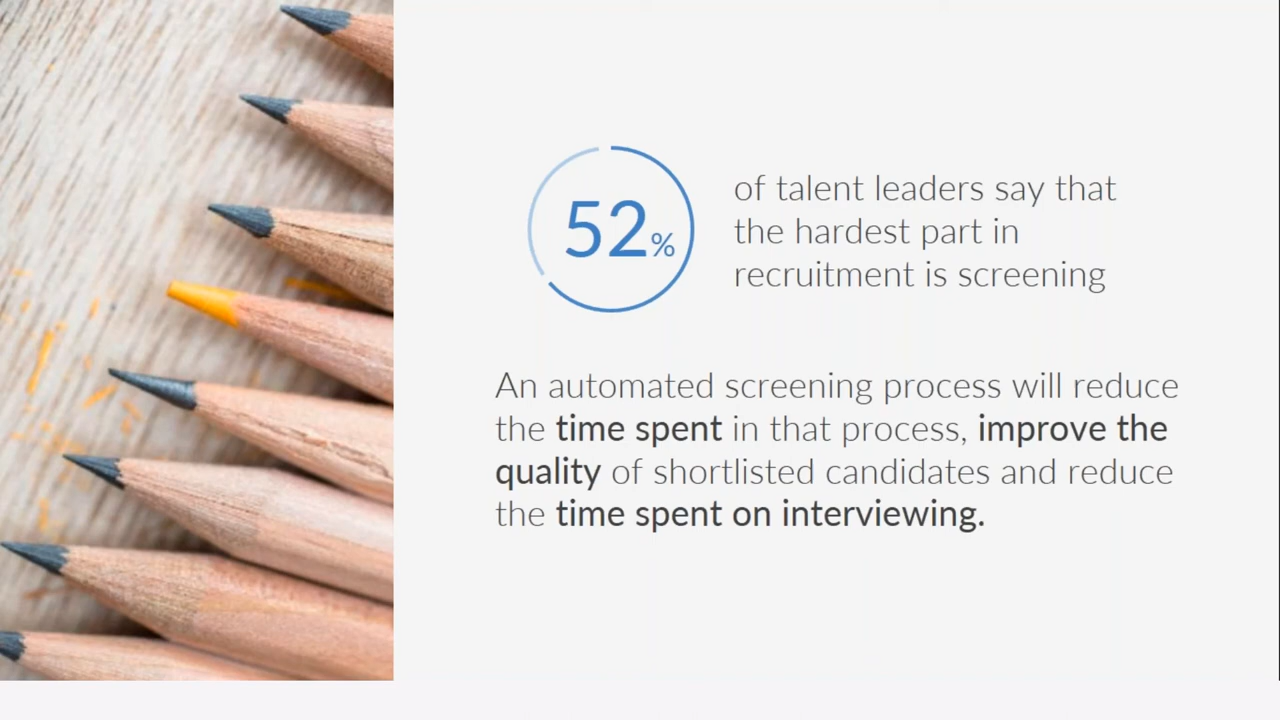 52%
of talent leaders say that
the hardest part in
recruitment is screening
An automated screening process will reduce
the time spent in that process, improve the
quality of shortlisted candidates and reduce
the time spent on interviewing.